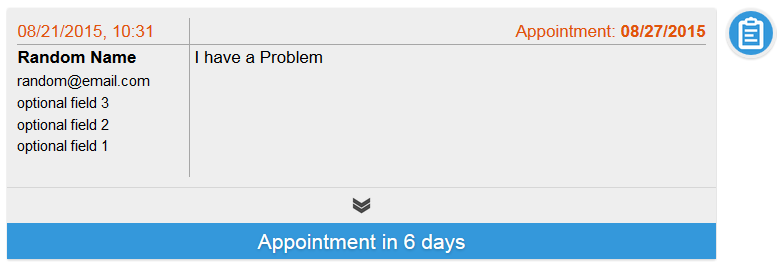 08/21/2015, 10:31
Appointment: 08/27/2015
Random Name
random@email.com
optional field 3
optional field 2
optional field 1
I have a Problem
Appointment in 6 days